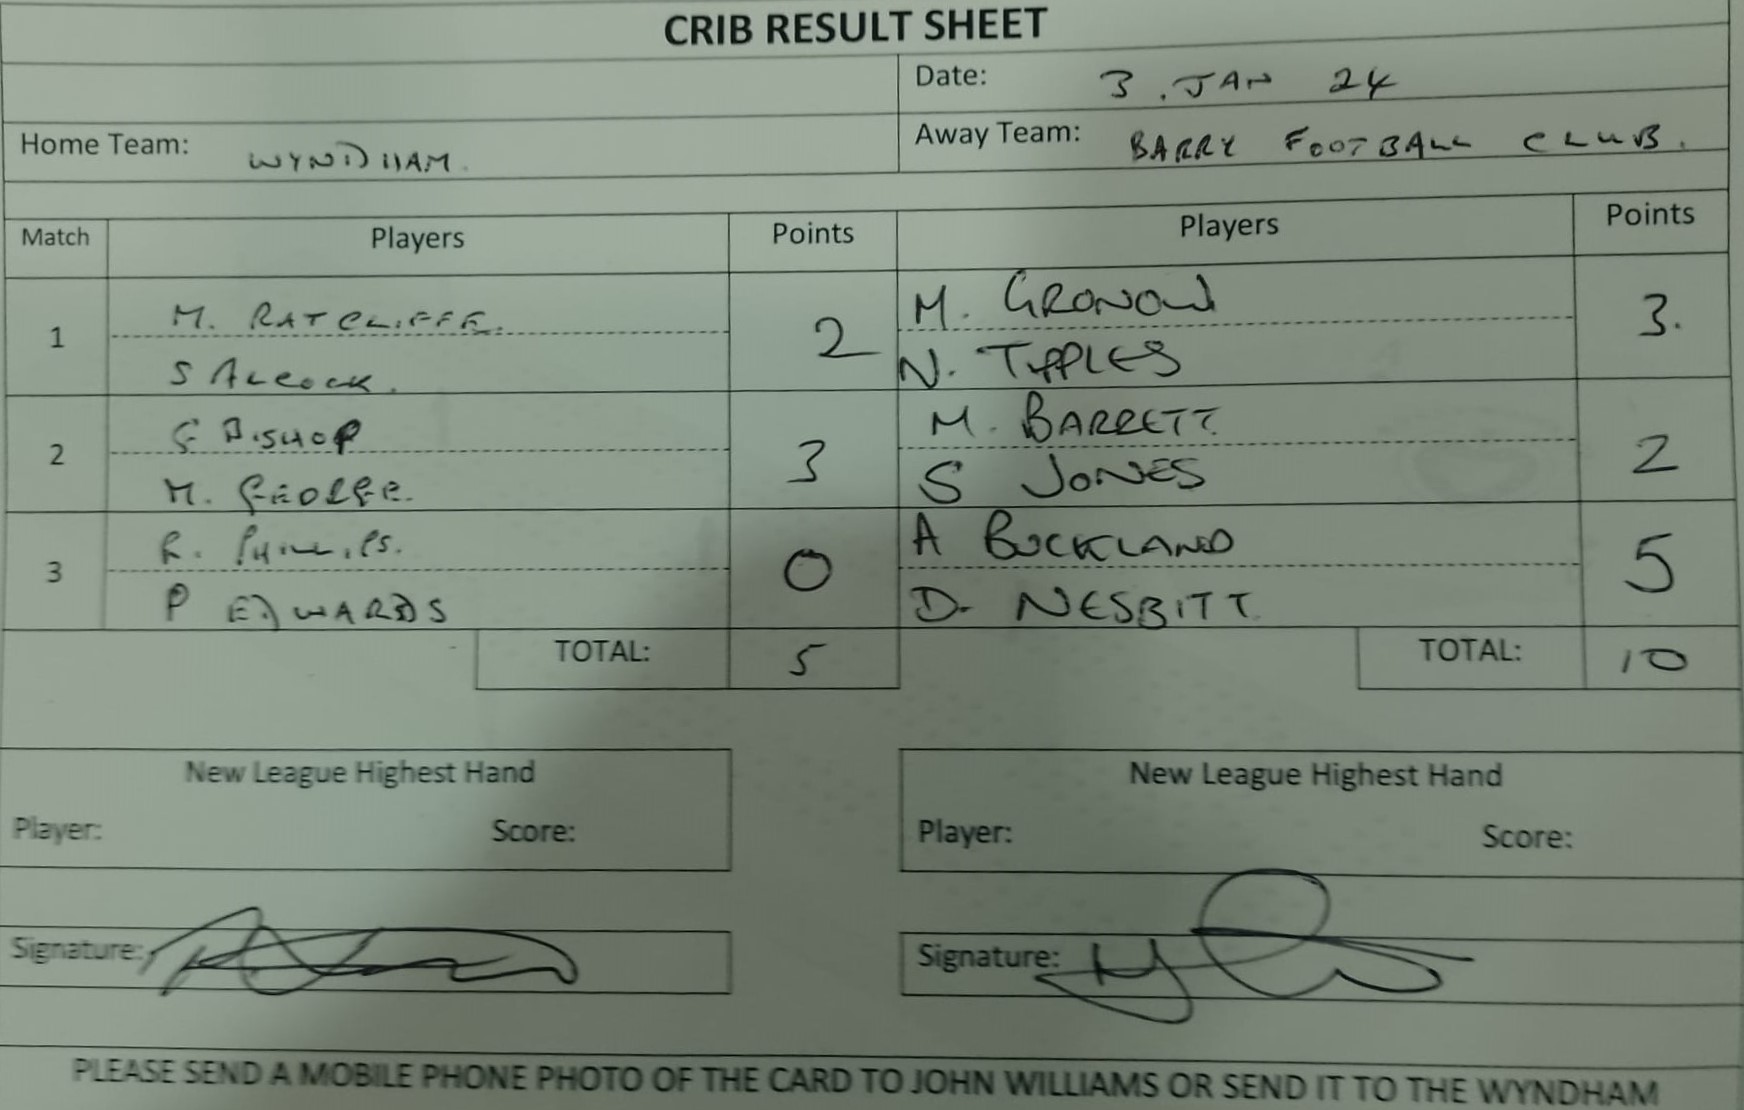 CRIB RESULT SHEET
Date: 3. JAN 24
Home Team: WYNDHAM. Away Team: BARRY FOOTBALL CLUB.
Match Players Points Players Points
1 M. RATCLIFFE. 2 M. GRONOW 3.
S ALCOCK. N. TIPPLES
2 G BISHOP 3 M. BARRETT 2
M. GEORGE. S JONES
3 R. PHILLIPS. 0 A BUCKLAND 5
P EDWARDS D. NESBITT
TOTAL: 5 TOTAL: 10
New League Highest Hand New League Highest Hand
Player: Score: Player: Score:
Signature: Signature:
PLEASE SEND A MOBILE PHONE PHOTO OF THE CARD TO JOHN WILLIAMS OR SEND IT TO THE WYNDHAM